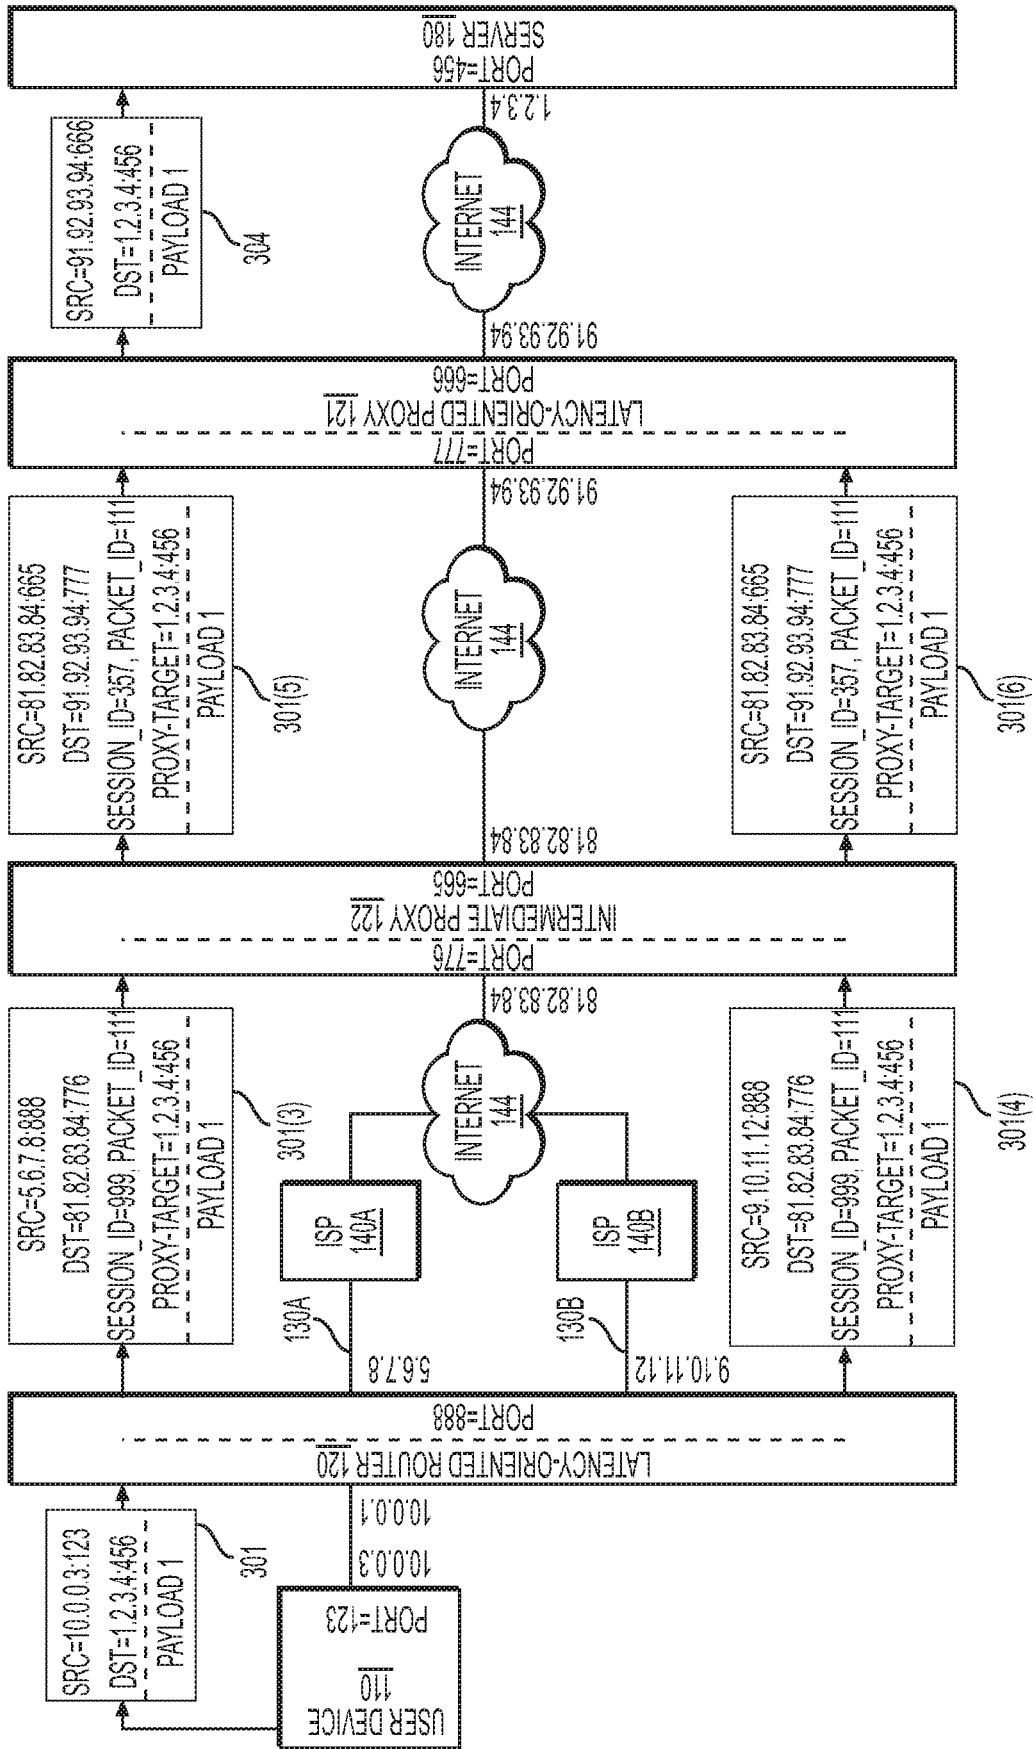 SERVER 180
PORT=456
1.2.3.4
SRC=91.92.93.94:666
DST=1.2.3.4:456
PAYLOAD 1
304
INTERNET
144
91.92.93.94
PORT=666
LATENCY-ORIENTED PROXY 121
PORT=777
91.92.93.94
SRC=81.82.83.84:665
DST=91.92.93.94:777
SESSION_ID=357, PACKET_ID=111
PROXY-TARGET=1.2.3.4:456
PAYLOAD 1
301(5)
INTERNET
144
SRC=81.82.83.84:665
DST=91.92.93.94:777
SESSION_ID=357, PACKET_ID=111
PROXY-TARGET=1.2.3.4:456
PAYLOAD 1
301(6)
81.82.83.84
PORT=665
INTERMEDIATE PROXY 122
PORT=776
81.82.83.84
SRC=5.6.7.8:888
DST=81.82.83.84:776
SESSION_ID=999, PACKET_ID=111
PROXY-TARGET=1.2.3.4:456
PAYLOAD 1
301(3)
INTERNET
144
ISP
140A
ISP
140B
130A
130B
5.6.7.8
9.10.11.12
SRC=9.10.11.12:888
DST=81.82.83.84:776
SESSION_ID=999, PACKET_ID=111
PROXY-TARGET=1.2.3.4:456
PAYLOAD 1
301(4)
PORT=888
LATENCY-ORIENTED ROUTER 120
10.0.0.1
10.0.0.3
SRC=10.0.0.3:123
DST=1.2.3.4:456
PAYLOAD 1
301
PORT=123
110
USER DEVICE